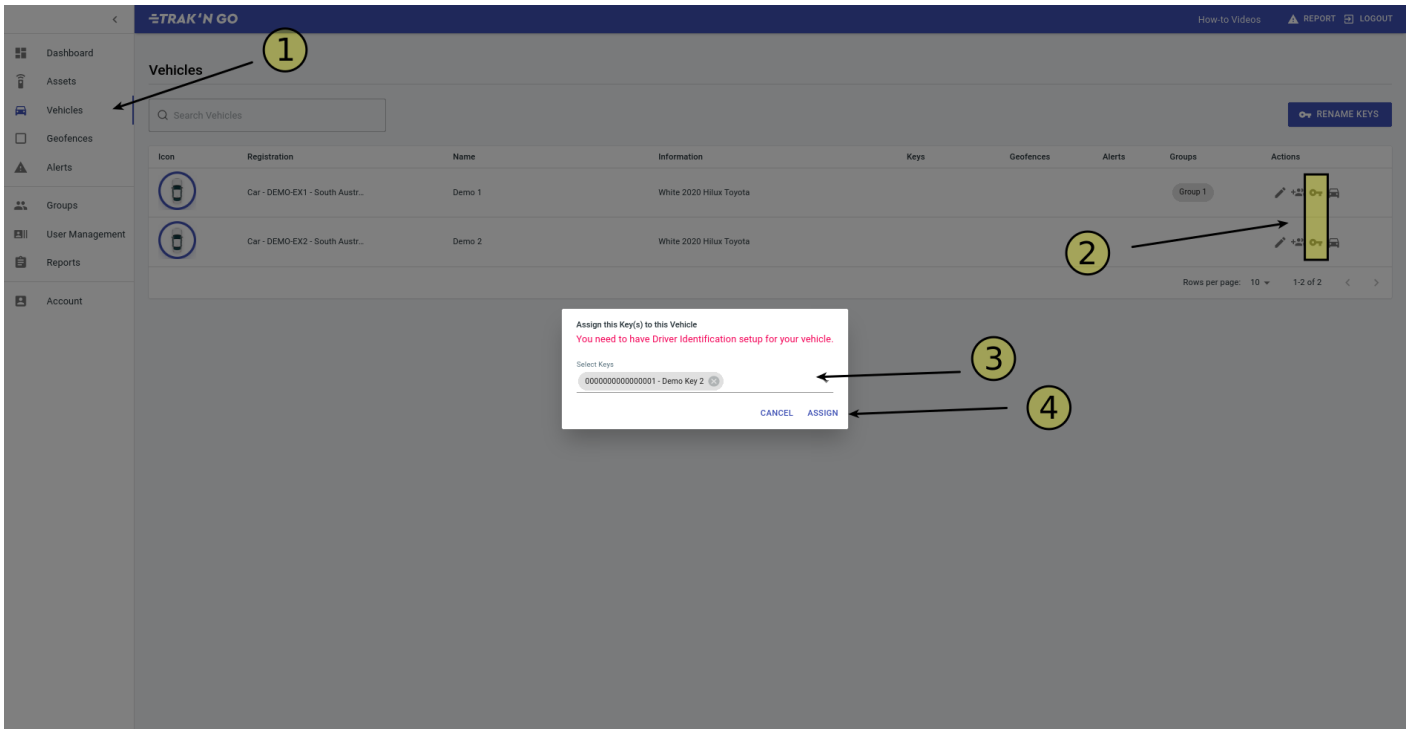 TRAK'N GO
How-to Videos
REPORT
LOGOUT
Dashboard
Assets
Vehicles
Geofences
Alerts
Groups
User Management
Reports
Account
1
Vehicles
Search Vehicles
RENAME KEYS
Icon Registration Name Information Keys Geofences Alerts Groups Actions
Car - DEMO-EX1 - South Austr... Demo 1 White 2020 Hilux Toyota Group 1
Car - DEMO-EX2 - South Austr... Demo 2 White 2020 Hilux Toyota
2
Rows per page: 10 1-2 of 2
Assign this Key(s) to this Vehicle
You need to have Driver Identification setup for your vehicle.
Select Keys
0000000000000001 - Demo Key 2
3
CANCEL ASSIGN
4